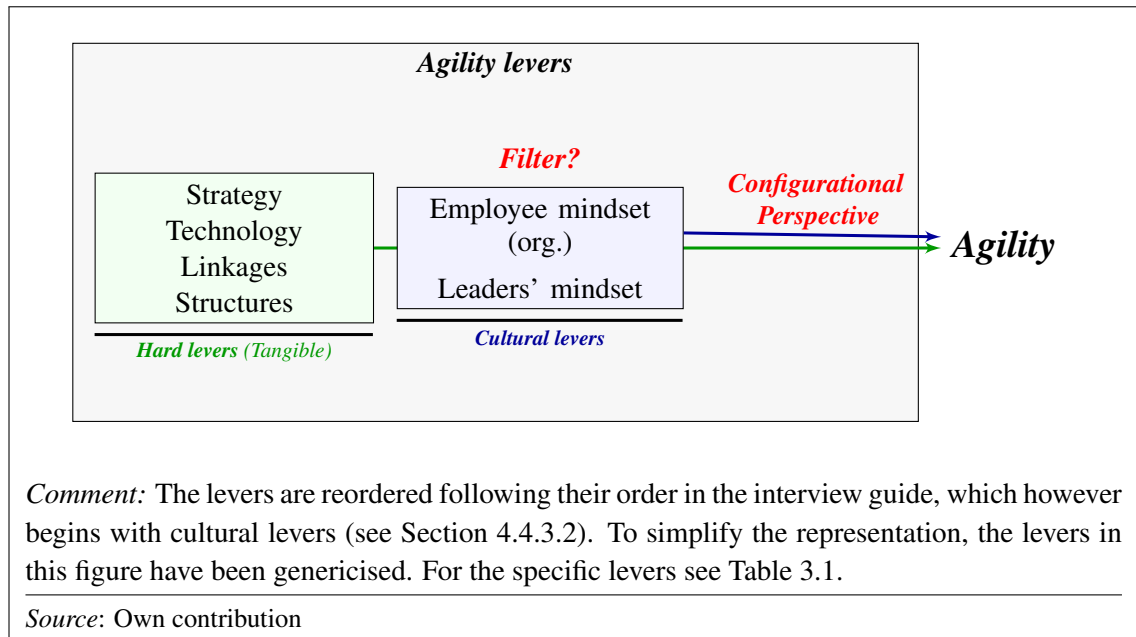 Agility levers
Filter?
Configurational
Perspective
Strategy
Technology
Linkages
Structures
Employee mindset
(org.)
Leaders’ mindset
Agility
Hard levers (Tangible)
Cultural levers
Comment: The levers are reordered following their order in the interview guide, which however
begins with cultural levers (see Section 4.4.3.2). To simplify the representation, the levers in
this figure have been genericised. For the specific levers see Table 3.1.
Source: Own contribution